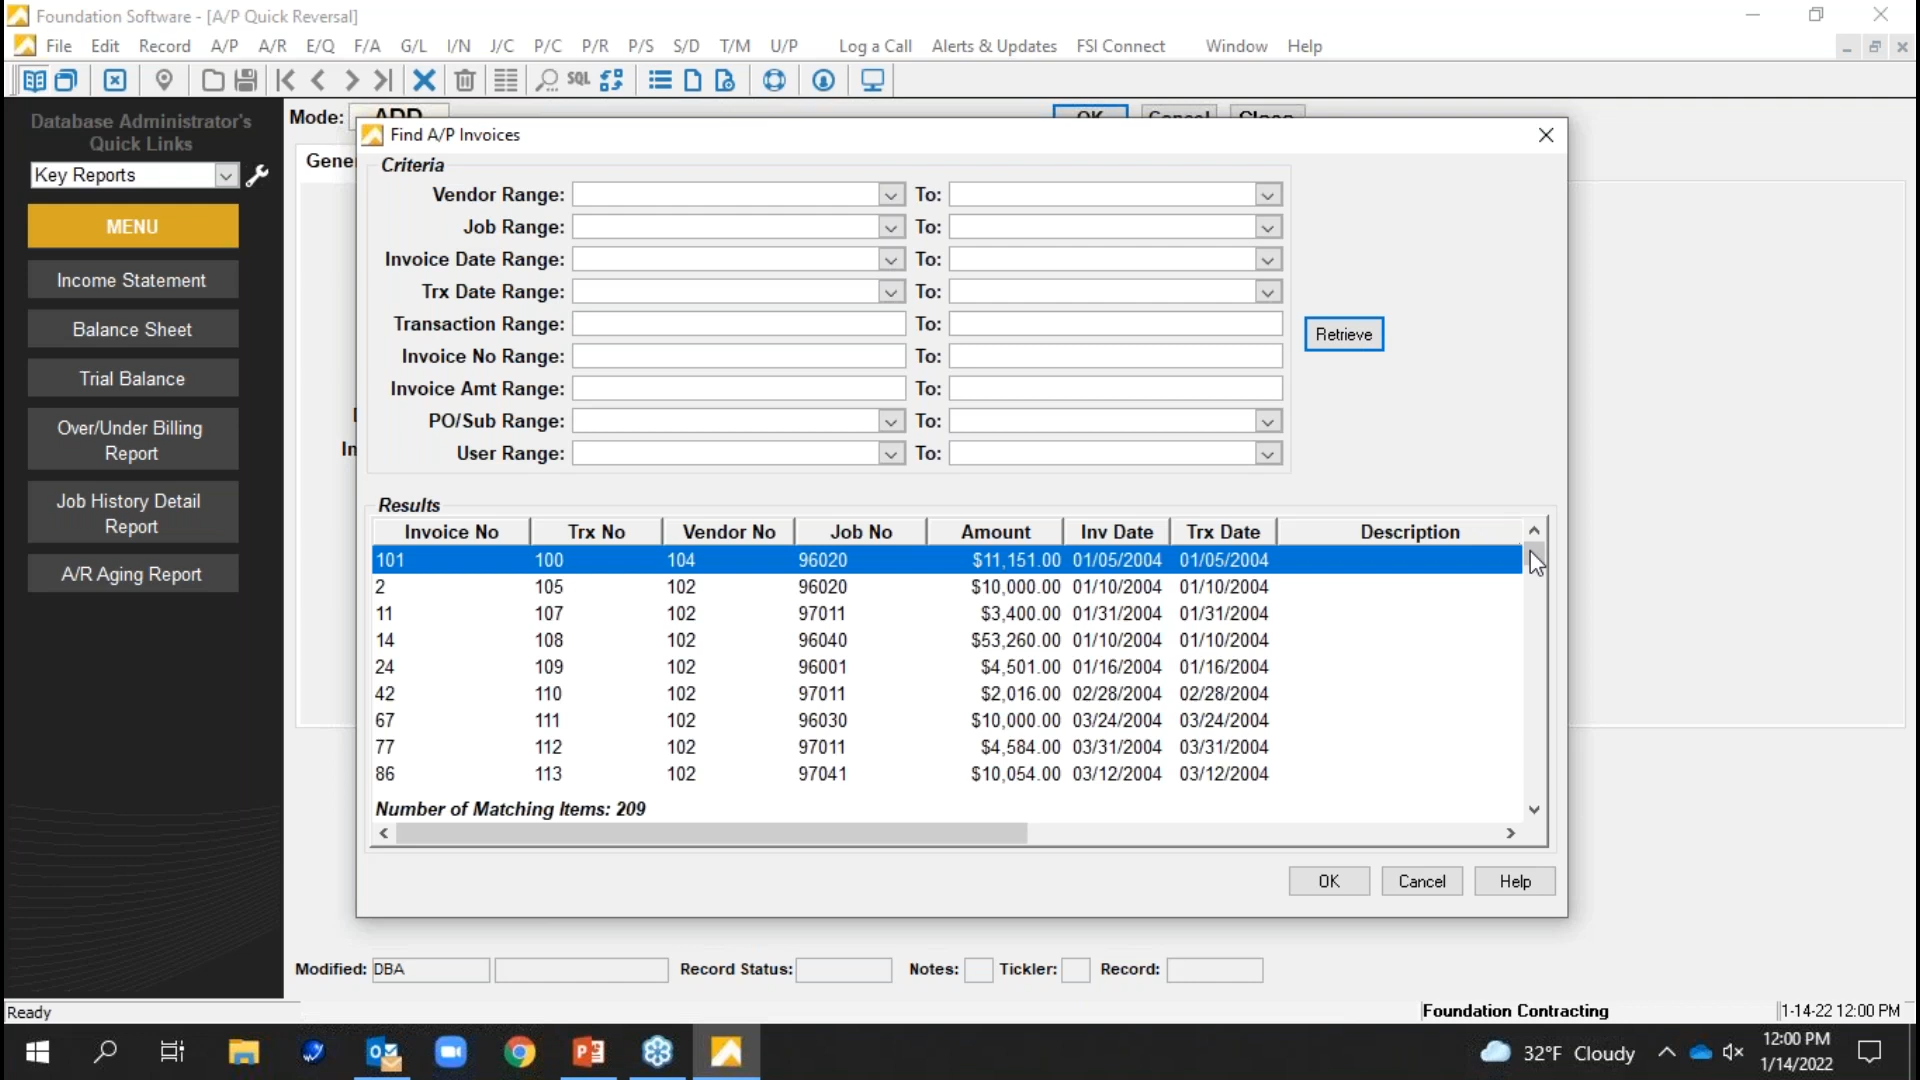 Foundation Software - [A/P Quick Reversal]
File Edit Record A/P A/R E/Q F/A G/L I/N J/C P/C P/R P/S S/D T/M U/P Log a Call Alerts & Updates FSI Connect Window Help
SQL
Database Administrator's
Quick Links
Key Reports
MENU
Income Statement
Balance Sheet
Trial Balance
Over/Under Billing
Report
Job History Detail
Report
A/R Aging Report
Mode: ADD OK Cancel Close
Gene
Find A/P Invoices
Criteria
Vendor Range: To:
Job Range: To:
Invoice Date Range: To:
Trx Date Range: To:
Transaction Range: To:
Invoice No Range: To:
Invoice Amt Range: To:
PO/Sub Range: To:
User Range: To:
Retrieve
Results
Invoice No Trx No Vendor No Job No Amount Inv Date Trx Date Description
101 100 104 96020 $11,151.00 01/05/2004 01/05/2004
2 105 102 96020 $10,000.00 01/10/2004 01/10/2004
11 107 102 97011 $3,400.00 01/31/2004 01/31/2004
14 108 102 96040 $53,260.00 01/10/2004 01/10/2004
24 109 102 96001 $4,501.00 01/16/2004 01/16/2004
42 110 102 97011 $2,016.00 02/28/2004 02/28/2004
67 111 102 96030 $10,000.00 03/24/2004 03/24/2004
77 112 102 97011 $4,584.00 03/31/2004 03/31/2004
86 113 102 97041 $10,054.00 03/12/2004 03/12/2004
Number of Matching Items: 209
OK Cancel Help
Modified: DBA Record Status: Notes: Tickler: Record:
Ready Foundation Contracting 1-14-22 12:00 PM
32°F Cloudy
12:00 PM
1/14/2022